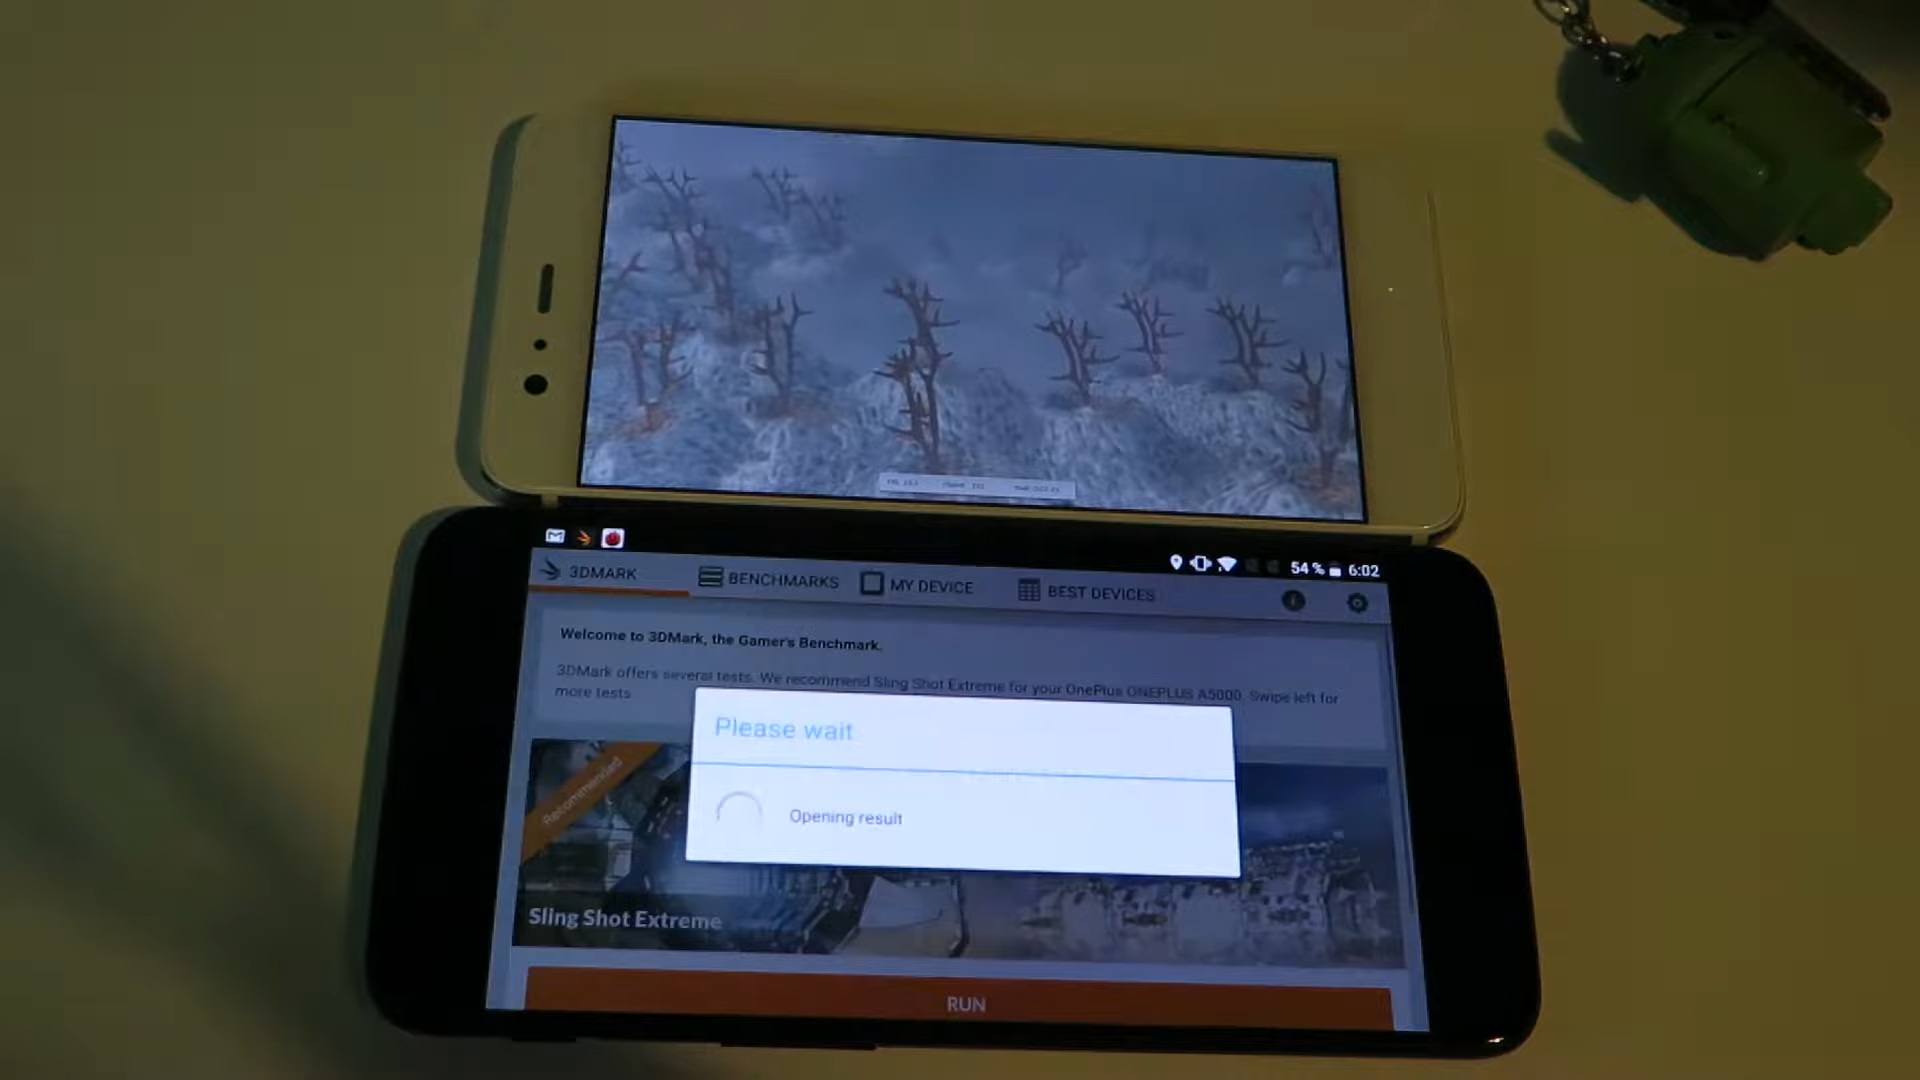 54 % 6:02
3DMARK BENCHMARKS MY DEVICE BEST DEVICES
Welcome to 3DMark, the Gamer's Benchmark.
3DMark offers several tests. We recommend Sling Shot Extreme for your OnePlus ONEPLUS A5000. Swipe left for
more tests
Please wait
Recommended
Opening result
Sling Shot Extreme
RUN